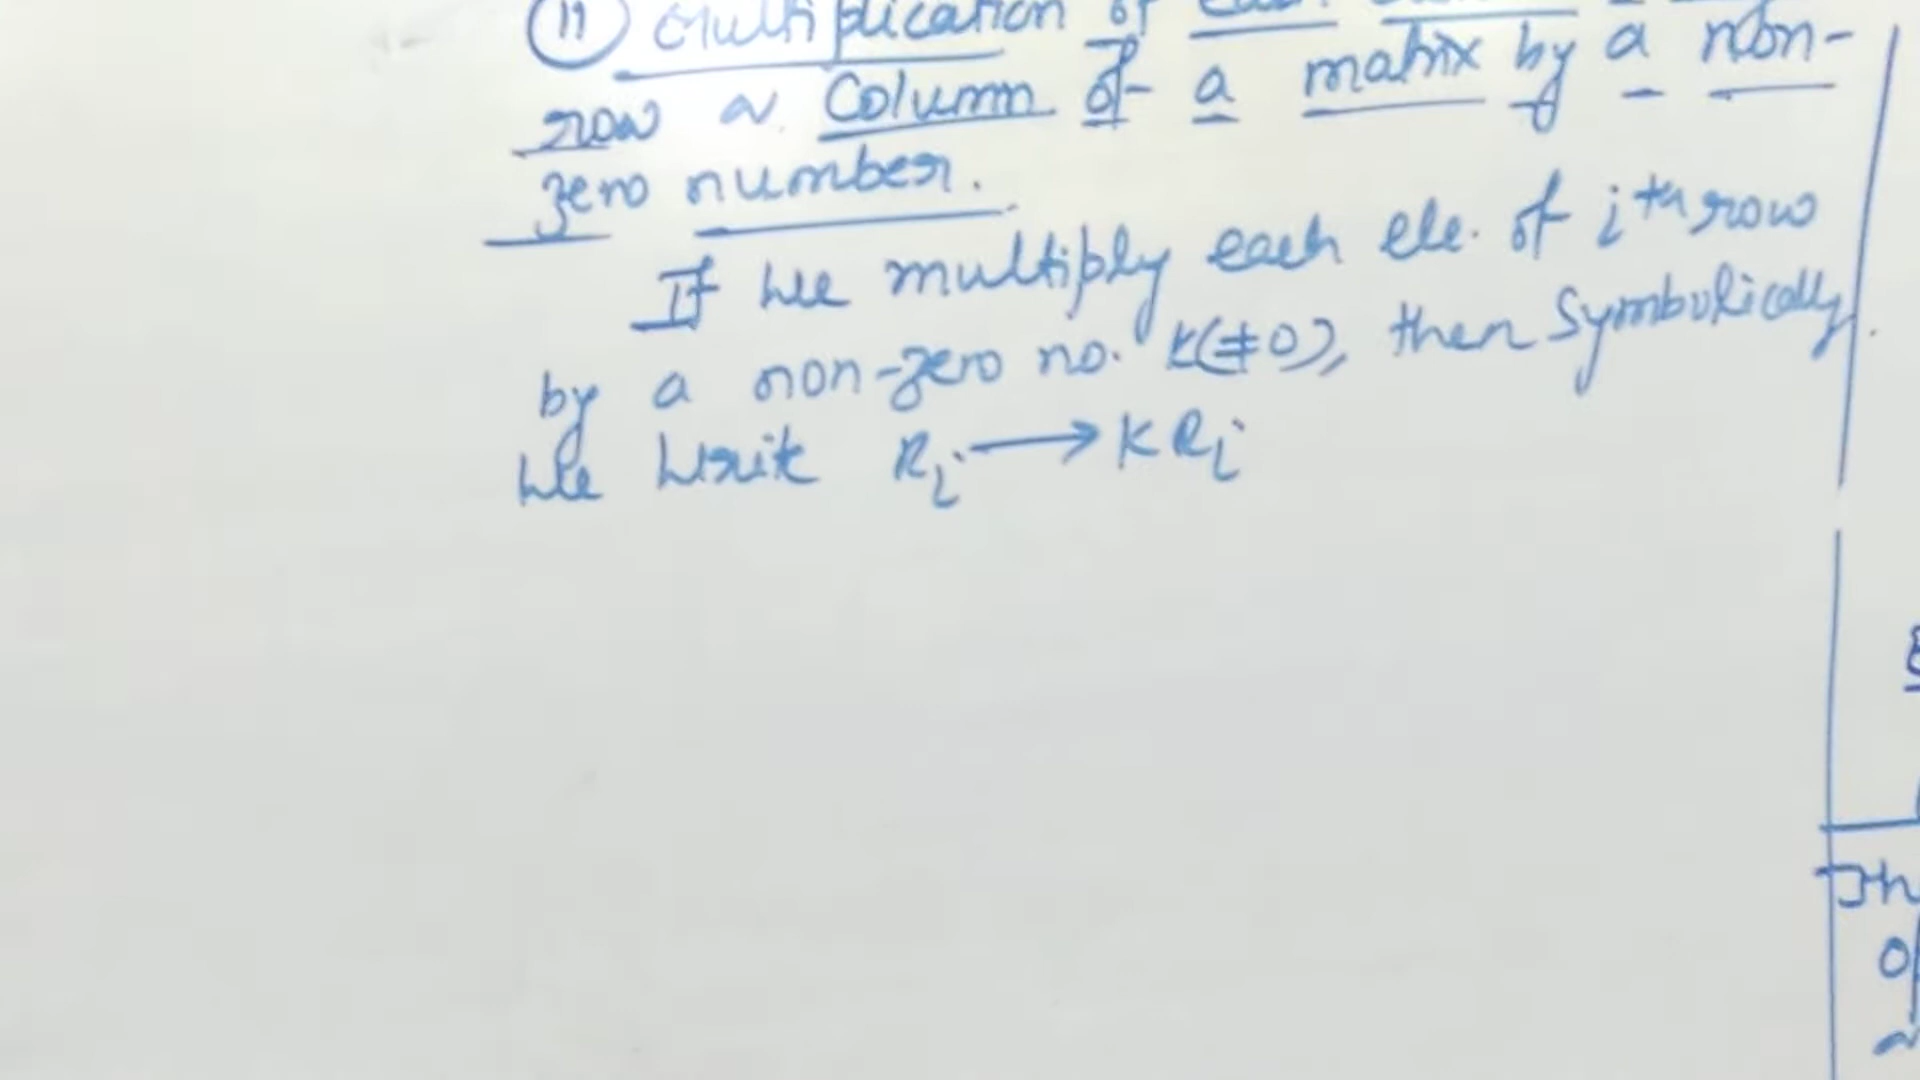 (ii) Multiplication of each
row or Column of a matrix by a non-
zero number.
If we multiply each ele. of ith row
by a non-zero no. K(≠0), then Symbolically
we write Ri → KRi